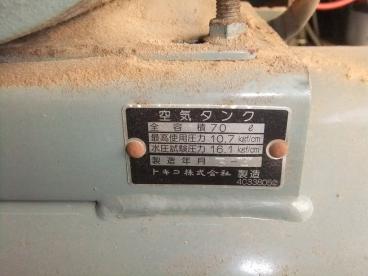 空気タンク
全容積 70 ℓ
最高使用圧力 10.7 kgf/cm²
水圧試験圧力 16.1 kgf/cm²
製造年月
トキコ株式会社 製造